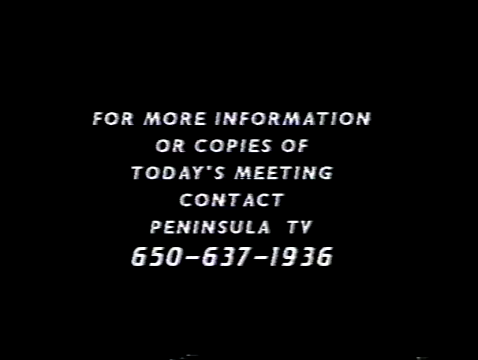 FOR MORE INFORMATION
OR COPIES OF
TODAY'S MEETING
CONTACT
PENINSULA TV
650-637-1936